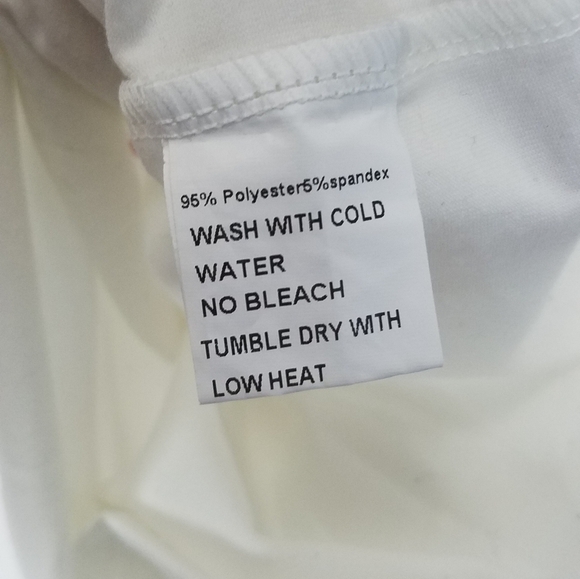 95% Polyester5%spandex
WASH WITH COLD
WATER
NO BLEACH
TUMBLE DRY WITH
LOW HEAT